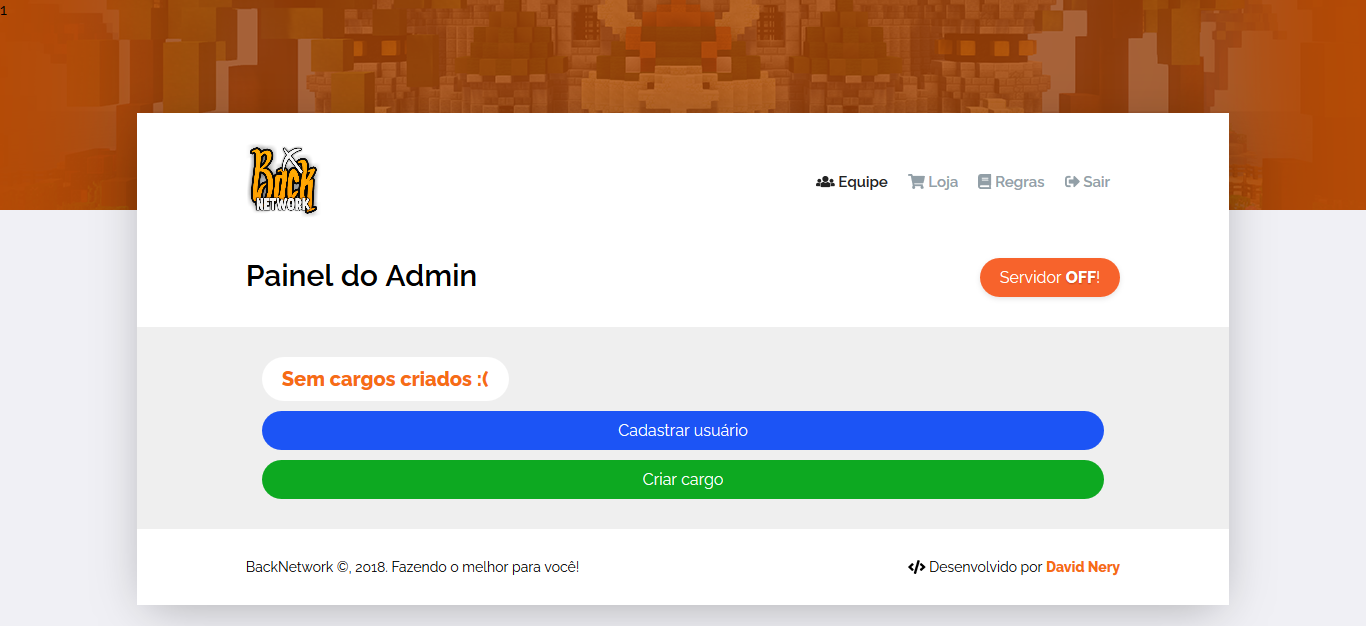 1
Back
NETWORK
Equipe Loja Regras Sair
Painel do Admin
Servidor OFF!
Sem cargos criados :(
Cadastrar usuário
Criar cargo
BackNetwork ©, 2018. Fazendo o melhor para você!
Desenvolvido por David Nery